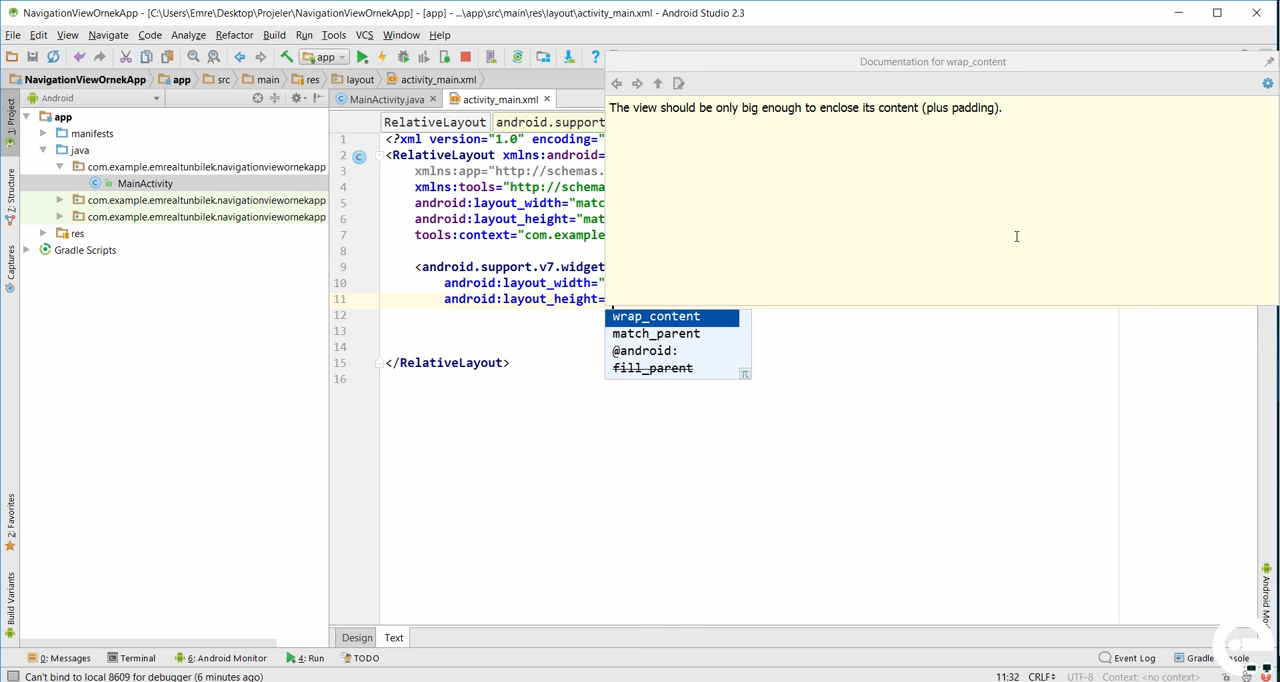 NavigationViewOrnekApp - [C:\Users\Emre\Desktop\Projeler\NavigationViewOrnekApp] - [app] - ...\app\src\main\res\layout\activity_main.xml - Android Studio 2.3
File Edit View Navigate Code Analyze Refactor Build Run Tools VCS Window Help
app
Documentation for wrap_content
NavigationViewOrnekApp app src main res layout activity_main.xml
Android
MainActivity.java activity_main.xml
The view should be only big enough to enclose its content (plus padding).
1: Project
Z: Structure
Captures
2: Favorites
Build Variants
app
manifests
java
com.example.emrealtunbilek.navigationviewornekapp
MainActivity
com.example.emrealtunbilek.navigationviewornekapp
com.example.emrealtunbilek.navigationviewornekapp
res
Gradle Scripts
RelativeLayout android.support
1 <?xml version="1.0" encoding="
2 <RelativeLayout xmlns:android=
3 xmlns:app="http://schemas.
4 xmlns:tools="http://schema
5 android:layout_width="matc
6 android:layout_height="mat
7 tools:context="com.example
8
9 <android.support.v7.widget
10 android:layout_width="
11 android:layout_height=
12
13
14
15 </RelativeLayout>
16
wrap_content
match_parent
@android:
fill_parent
π
Design Text
0: Messages Terminal 6: Android Monitor 4: Run TODO Event Log Gradle
Can't bind to local 8609 for debugger (6 minutes ago) 11:32 CRLF UTF-8 Context: <no context>